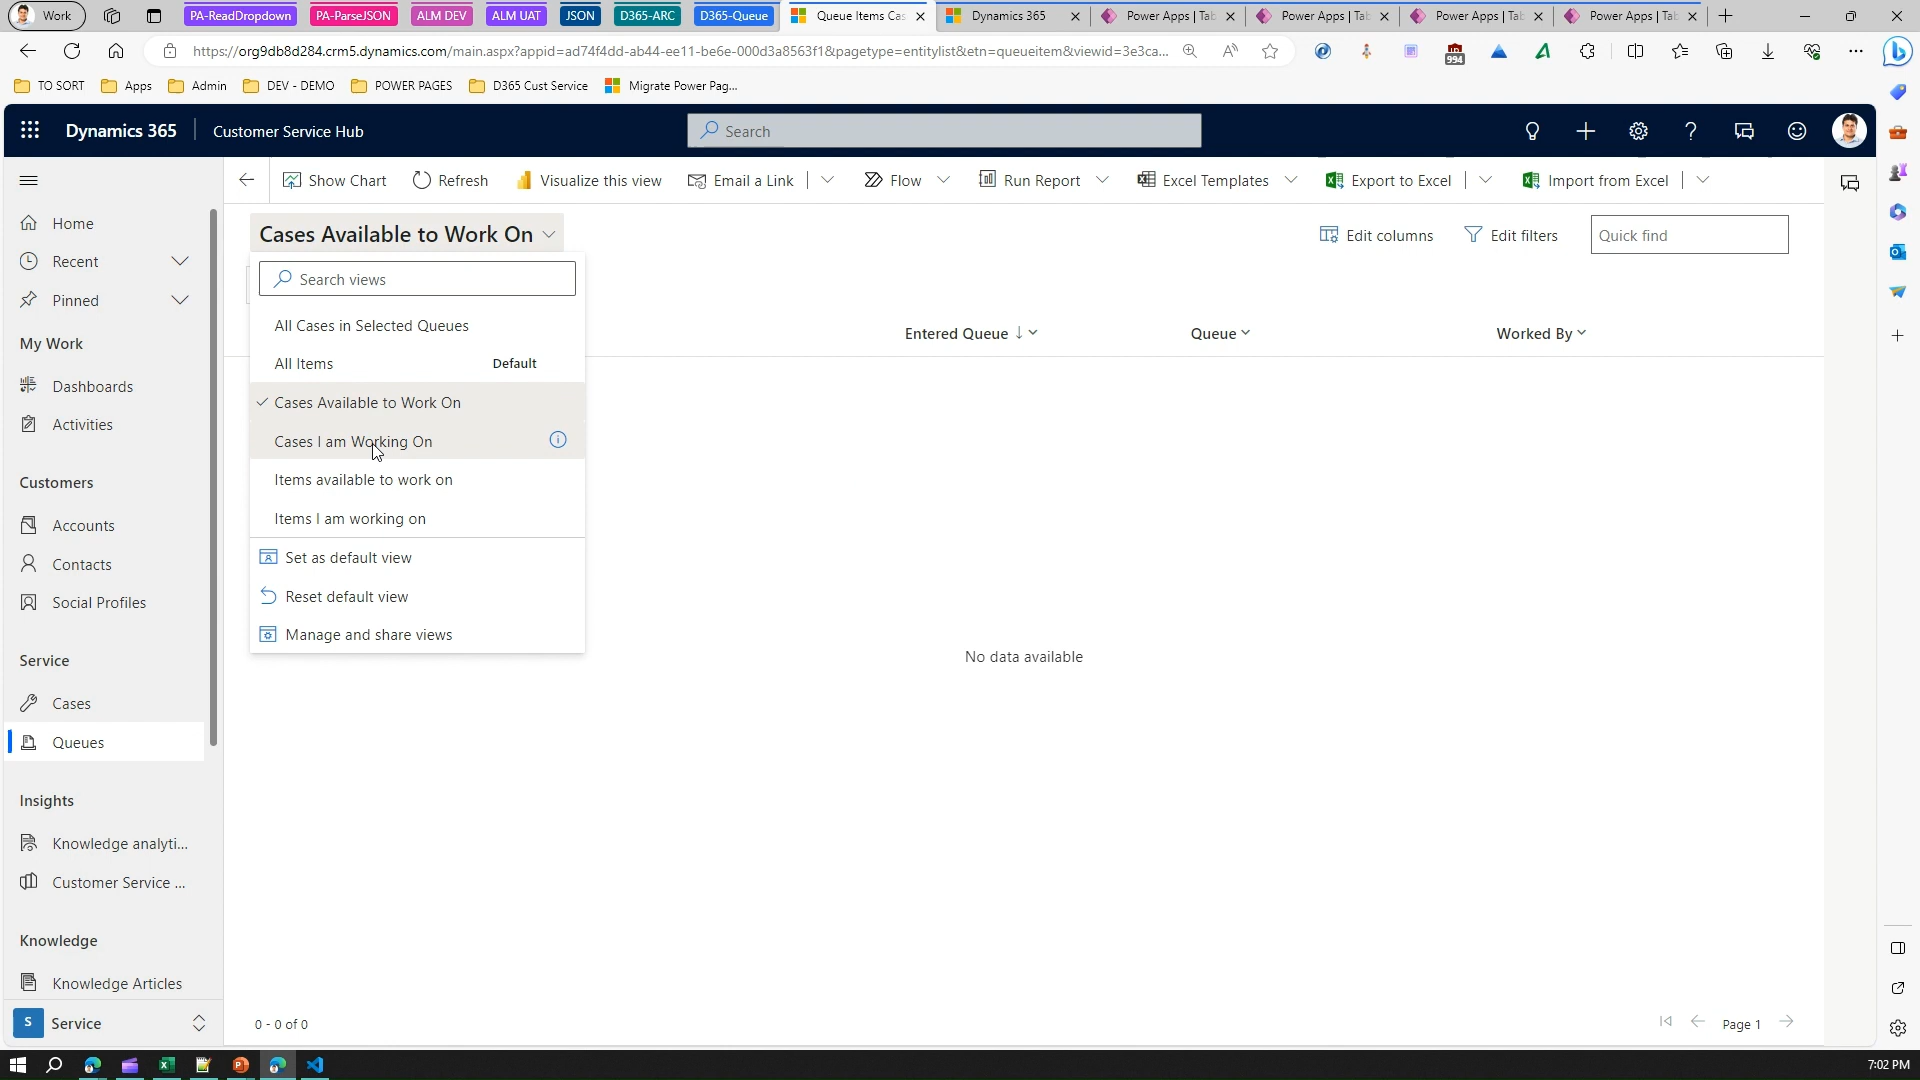 Work
PA-ReadDropdown
PA-ParseJSON
ALM DEV
ALM UAT
JSON
D365-ARC
D365-Queue
Queue Items Cas
Dynamics 365
Power Apps | Tab
Power Apps | Tab
Power Apps | Tab
Power Apps | Tab
https://org9db8d284.crm5.dynamics.com/main.aspx?appid=ad74f4dd-ab44-ee11-be6e-000d3a8563f1&pagetype=entitylist&etn=queueitem&viewid=3e3ca...
994
TO SORT
Apps
Admin
DEV - DEMO
POWER PAGES
D365 Cust Service
Migrate Power Pag...
Dynamics 365
Customer Service Hub
Search
Show Chart
Refresh
Visualize this view
Email a Link
Flow
Run Report
Excel Templates
Export to Excel
Import from Excel
Home
Recent
Pinned
My Work
Dashboards
Activities
Customers
Accounts
Contacts
Social Profiles
Service
Cases
Queues
Insights
Knowledge analyti...
Customer Service ...
Knowledge
Knowledge Articles
S
Service
Cases Available to Work On
Edit columns
Edit filters
Quick find
Search views
All Cases in Selected Queues
All Items Default
Cases Available to Work On
Cases I am Working On
Items available to work on
Items I am working on
Set as default view
Reset default view
Manage and share views
Entered Queue
Queue
Worked By
No data available
0 - 0 of 0
Page 1
7:02 PM